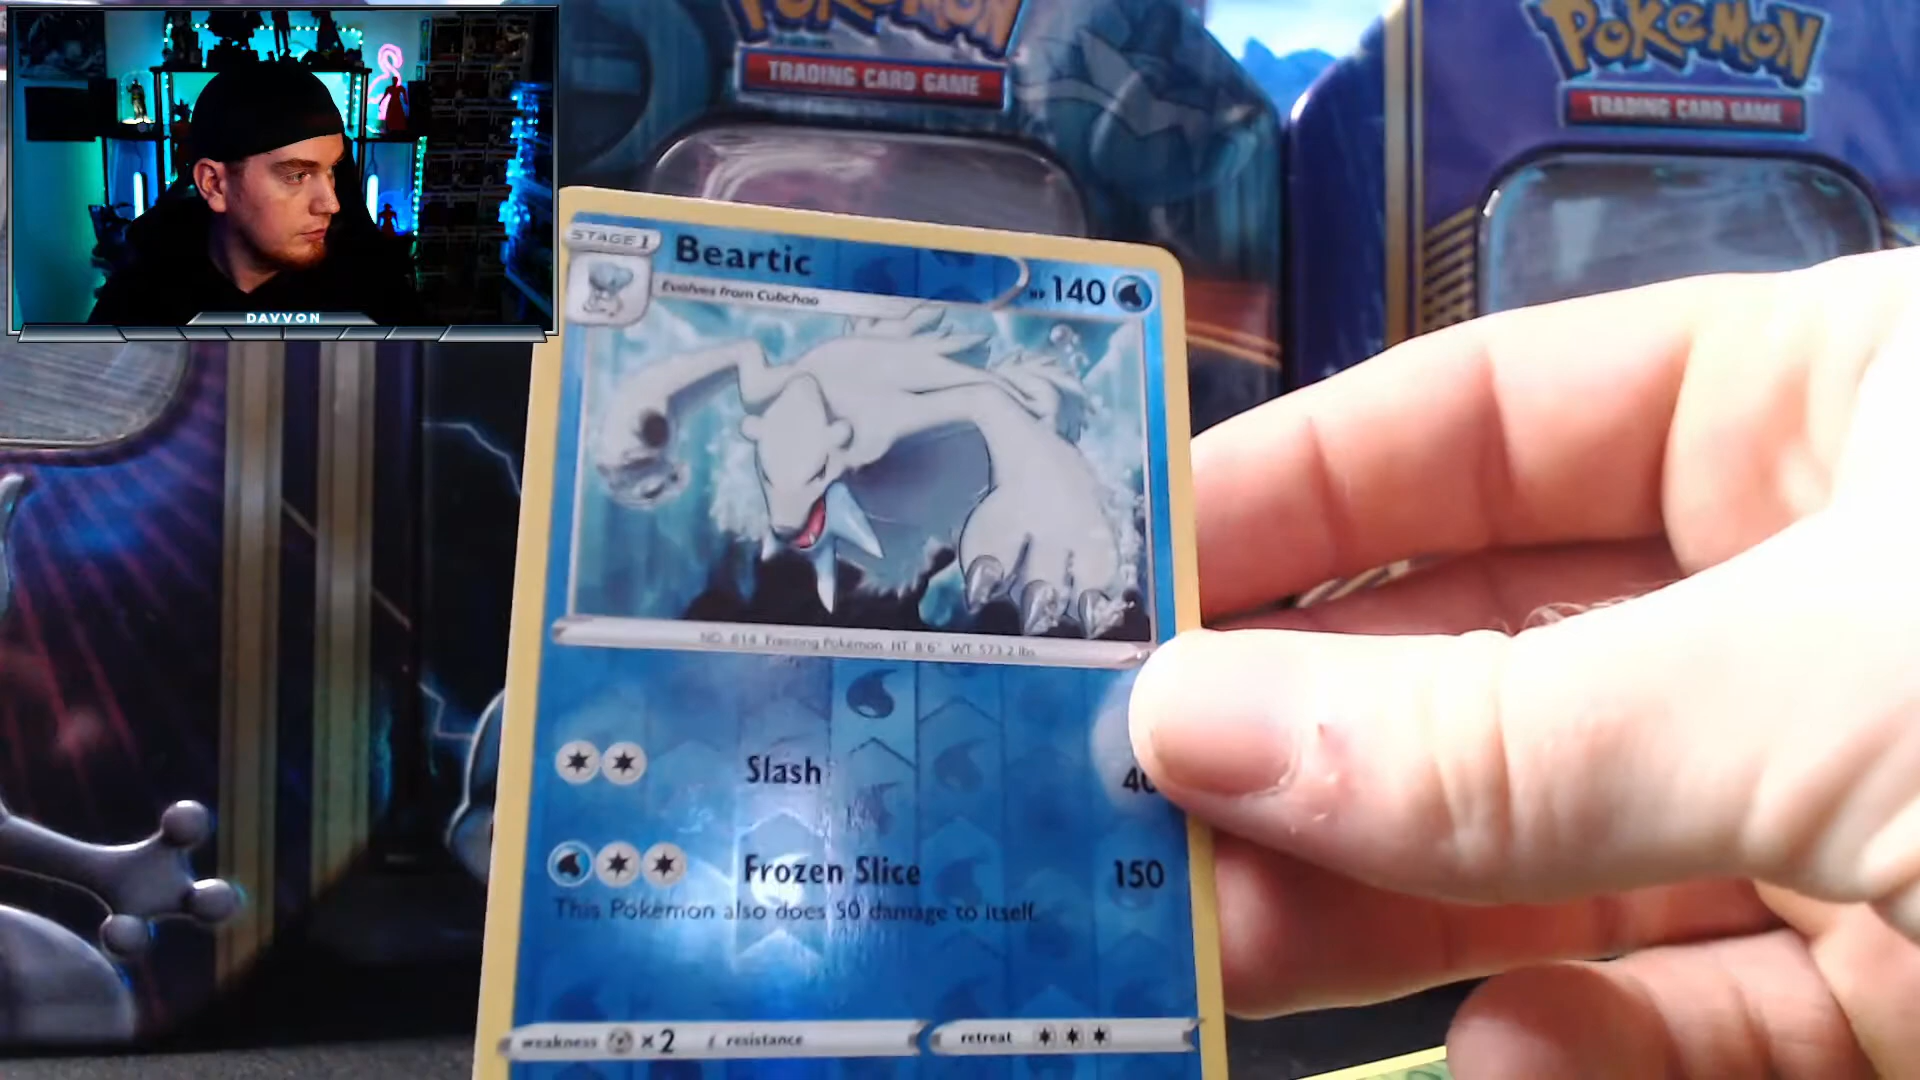 POKéMON
TRADING CARD GAME
POKéMON
TRADING CARD GAME
DAVVON
STAGE 1
Beartic
Evolves from Cubchoo
HP 140
NO. 614 Freezing Pokémon HT 8'6" WT 573.2 lbs.
Slash 40
Frozen Slice 150
This Pokémon also does 50 damage to itself.
weakness ×2 resistance retreat